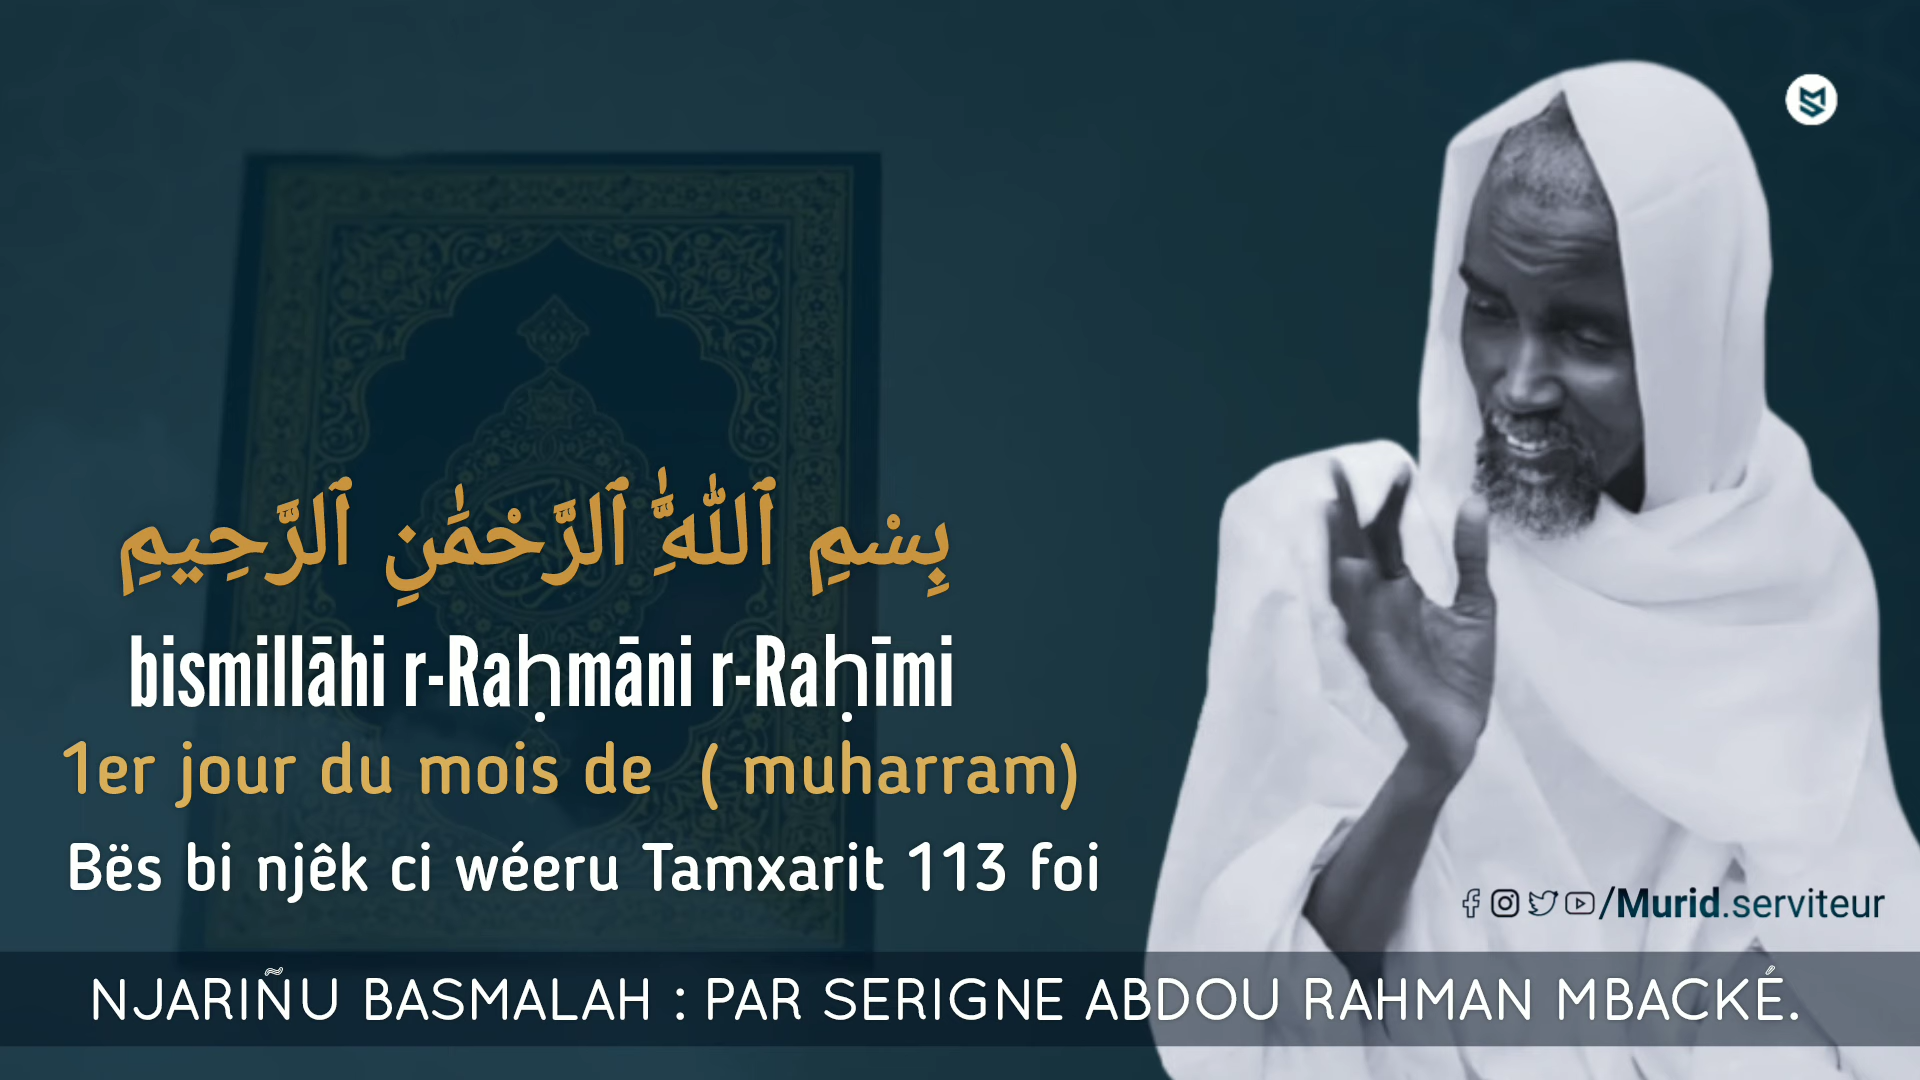 بِسْمِ ٱللَّٰهِ ٱلرَّحْمَٰنِ ٱلرَّحِيمِ
bismillāhi r-Raḥmāni r-Raḥīmi
1er jour du mois de ( muharram)
Bës bi njêk ci wéeru Tamxarit 113 foi
/Murid.serviteur
NJARIÑU BASMALAH : PAR SERIGNE ABDOU RAHMAN MBACKÉ.